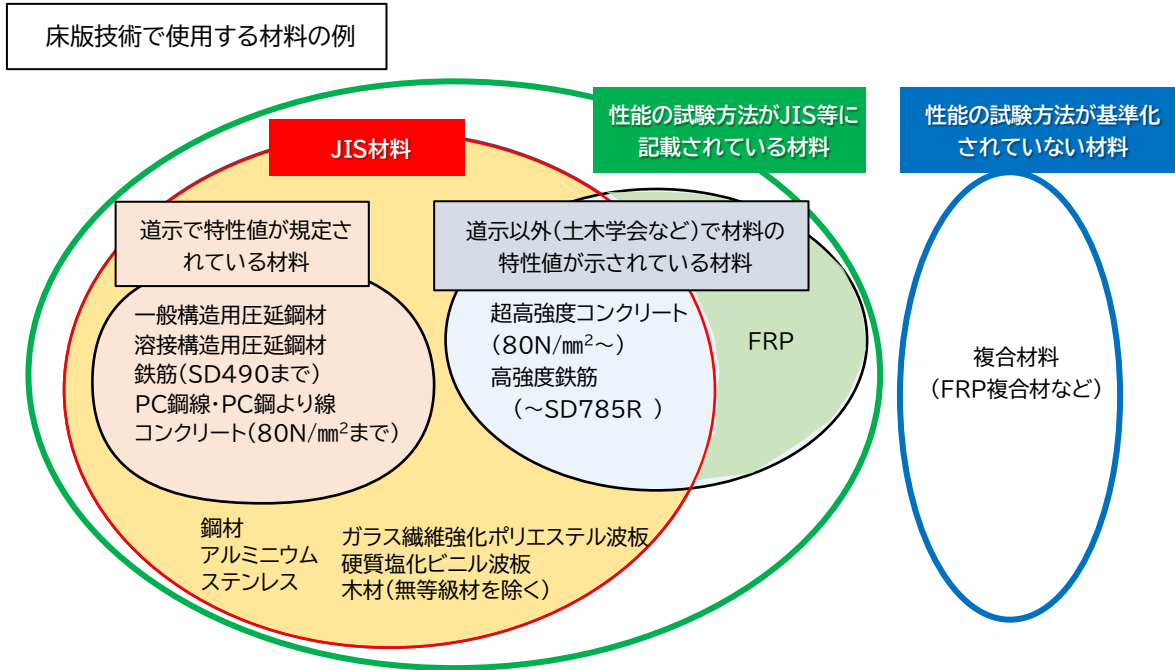 床版技術で使用する材料の例
性能の試験方法がJIS等に
記載されている材料
性能の試験方法が基準化
されていない材料
JIS材料
道示で特性値が規定さ
れている材料
道示以外(土木学会など)で材料の
特性値が示されている材料
一般構造用圧延鋼材
溶接構造用圧延鋼材
鉄筋(SD490まで)
PC鋼線・PC鋼より線
コンクリート(80N/㎜²まで)
超高強度コンクリート
(80N/㎜²~)
高強度鉄筋
(~SD785R )
FRP
複合材料
(FRP複合材など)
鋼材
アルミニウム
ステンレス
ガラス繊維強化ポリエステル波板
硬質塩化ビニル波板
木材(無等級材を除く)